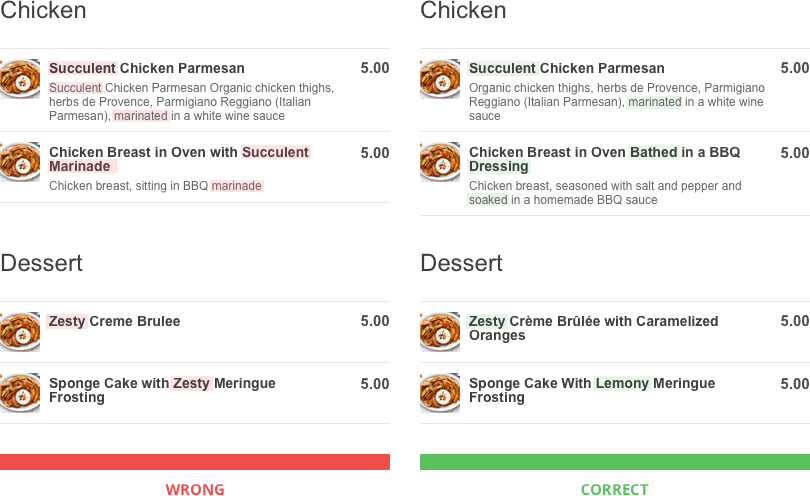 Chicken
Succulent Chicken Parmesan 5.00
Succulent Chicken Parmesan Organic chicken thighs,
herbs de Provence, Parmigiano Reggiano (Italian
Parmesan), marinated in a white wine sauce
Chicken Breast in Oven with Succulent 5.00
Marinade
Chicken breast, sitting in BBQ marinade
Dessert
Zesty Creme Brulee 5.00
Sponge Cake with Zesty Meringue 5.00
Frosting
WRONG
Chicken
Succulent Chicken Parmesan 5.00
Organic chicken thighs, herbs de Provence, Parmigiano
Reggiano (Italian Parmesan), marinated in a white wine
sauce
Chicken Breast in Oven Bathed in a BBQ 5.00
Dressing
Chicken breast, seasoned with salt and pepper and
soaked in a homemade BBQ sauce
Dessert
Zesty Crème Brûlée with Caramelized 5.00
Oranges
Sponge Cake With Lemony Meringue 5.00
Frosting
CORRECT